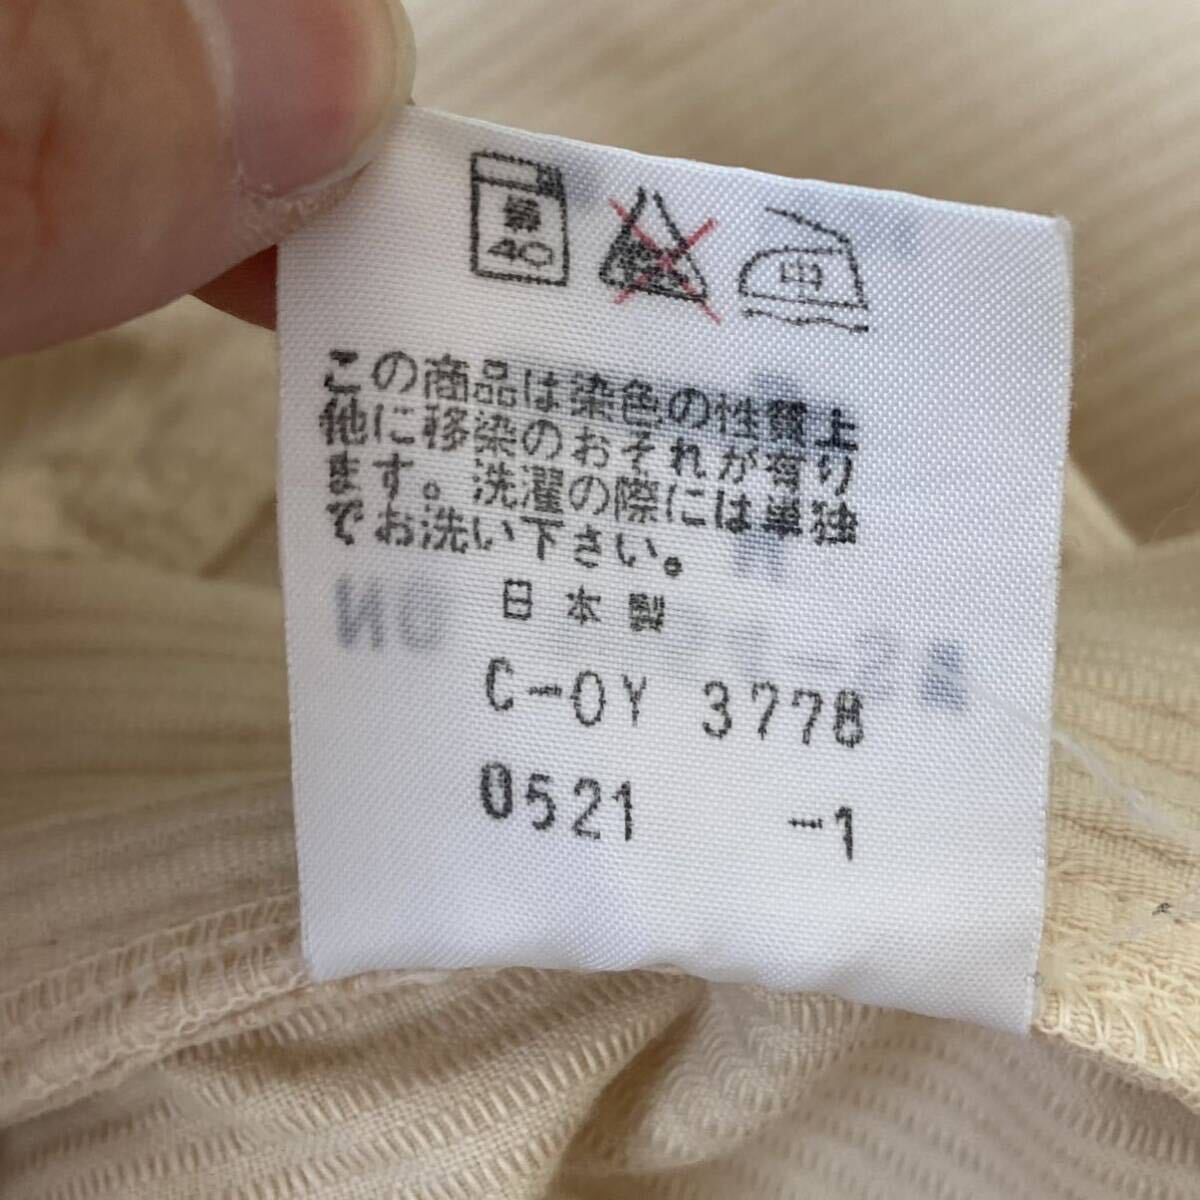 40
中
この商品は染色の性質上
他に移染のおそれが有り
ます。洗濯の際には単独
でお洗い下さい。
日本製
C-0Y 3778
0521 -1